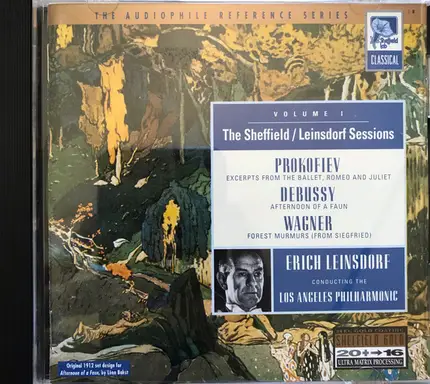 THE AUDIOPHILE REFERENCE SERIES
CLASSICAL
VOLUME I
The Sheffield/Leinsdorf Sessions
PROKOFIEV
EXCERPTS FROM THE BALLET, ROMEO AND JULIET
DEBUSSY
AFTERNOON OF A FAUN
WAGNER
FOREST MURMURS (FROM SIEGFRIED)
ERICH LEINSDORF
CONDUCTING THE
LOS ANGELES PHILHARMONIC
20→16
ULTRA MATRIX PROCESSING
Original 1912 set design for
Afternoon of a Faun, by Léon Bakst